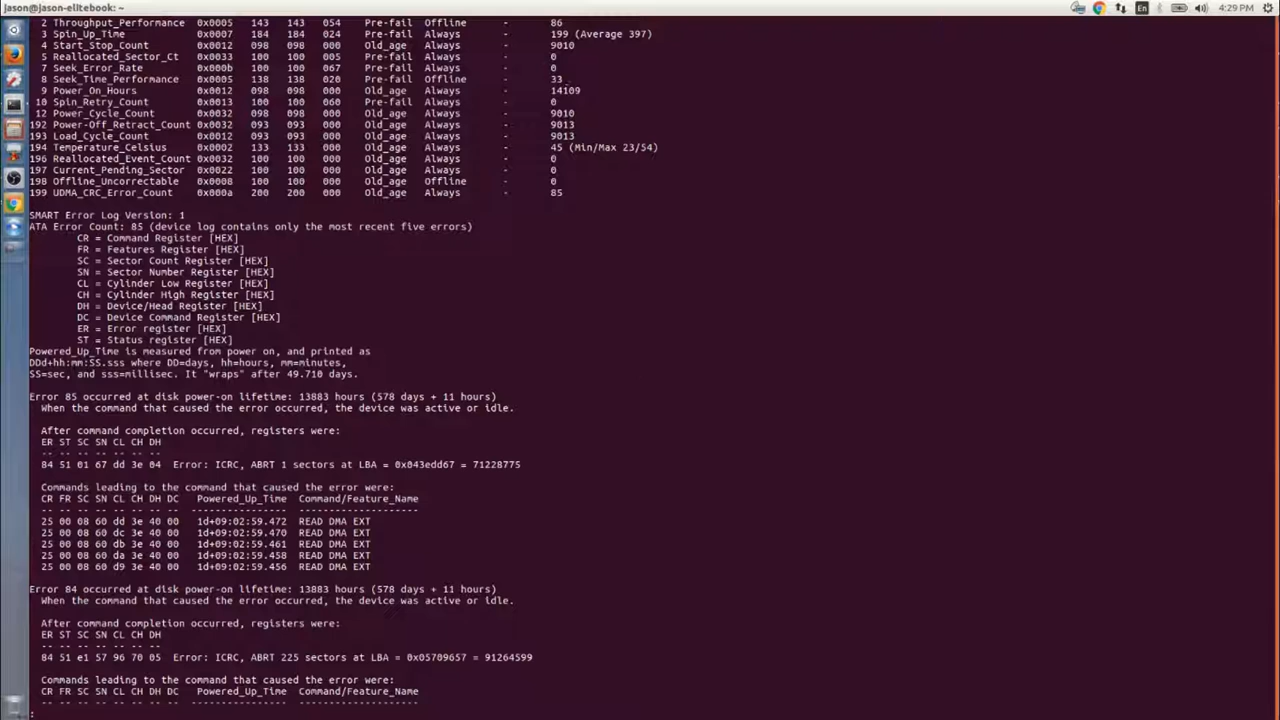 jason@jason-elitebook: ~
En
4:29 PM
2 Throughput_Performance 0x0005 143 143 054 Pre-fail Offline - 86
3 Spin_Up_Time 0x0007 184 184 024 Pre-fail Always - 199 (Average 397)
4 Start_Stop_Count 0x0012 098 098 000 Old_age Always - 9010
5 Reallocated_Sector_Ct 0x0033 100 100 005 Pre-fail Always - 0
7 Seek_Error_Rate 0x000b 100 100 067 Pre-fail Always - 0
8 Seek_Time_Performance 0x0005 138 138 020 Pre-fail Offline - 33
9 Power_On_Hours 0x0012 098 098 000 Old_age Always - 14109
10 Spin_Retry_Count 0x0013 100 100 060 Pre-fail Always - 0
12 Power_Cycle_Count 0x0032 098 098 000 Old_age Always - 9010
192 Power-Off_Retract_Count 0x0032 093 093 000 Old_age Always - 9013
193 Load_Cycle_Count 0x0012 093 093 000 Old_age Always - 9013
194 Temperature_Celsius 0x0002 133 133 000 Old_age Always - 45 (Min/Max 23/54)
196 Reallocated_Event_Count 0x0032 100 100 000 Old_age Always - 0
197 Current_Pending_Sector 0x0022 100 100 000 Old_age Always - 0
198 Offline_Uncorrectable 0x0008 100 100 000 Old_age Offline - 0
199 UDMA_CRC_Error_Count 0x000a 200 200 000 Old_age Always - 85
SMART Error Log Version: 1
ATA Error Count: 85 (device log contains only the most recent five errors)
CR = Command Register [HEX]
FR = Features Register [HEX]
SC = Sector Count Register [HEX]
SN = Sector Number Register [HEX]
CL = Cylinder Low Register [HEX]
CH = Cylinder High Register [HEX]
DH = Device/Head Register [HEX]
DC = Device Command Register [HEX]
ER = Error register [HEX]
ST = Status register [HEX]
Powered_Up_Time is measured from power on, and printed as
DDd+hh:mm:SS.sss where DD=days, hh=hours, mm=minutes,
SS=sec, and sss=millisec. It "wraps" after 49.710 days.
Error 85 occurred at disk power-on lifetime: 13883 hours (578 days + 11 hours)
When the command that caused the error occurred, the device was active or idle.
After command completion occurred, registers were:
ER ST SC SN CL CH DH
-- -- -- -- -- -- --
84 51 01 67 dd 3e 04 Error: ICRC, ABRT 1 sectors at LBA = 0x043edd67 = 71228775
Commands leading to the command that caused the error were:
CR FR SC SN CL CH DH DC Powered_Up_Time Command/Feature_Name
-- -- -- -- -- -- -- -- ---------------- --------------------
25 00 08 60 dd 3e 40 00 1d+09:02:59.472 READ DMA EXT
25 00 08 60 dc 3e 40 00 1d+09:02:59.470 READ DMA EXT
25 00 08 60 db 3e 40 00 1d+09:02:59.461 READ DMA EXT
25 00 08 60 da 3e 40 00 1d+09:02:59.458 READ DMA EXT
25 00 08 60 d9 3e 40 00 1d+09:02:59.456 READ DMA EXT
Error 84 occurred at disk power-on lifetime: 13883 hours (578 days + 11 hours)
When the command that caused the error occurred, the device was active or idle.
After command completion occurred, registers were:
ER ST SC SN CL CH DH
-- -- -- -- -- -- --
84 51 e1 57 96 70 05 Error: ICRC, ABRT 225 sectors at LBA = 0x05709657 = 91264599
Commands leading to the command that caused the error were:
CR FR SC SN CL CH DH DC Powered_Up_Time Command/Feature_Name
-- -- -- -- -- -- -- -- ---------------- --------------------
: